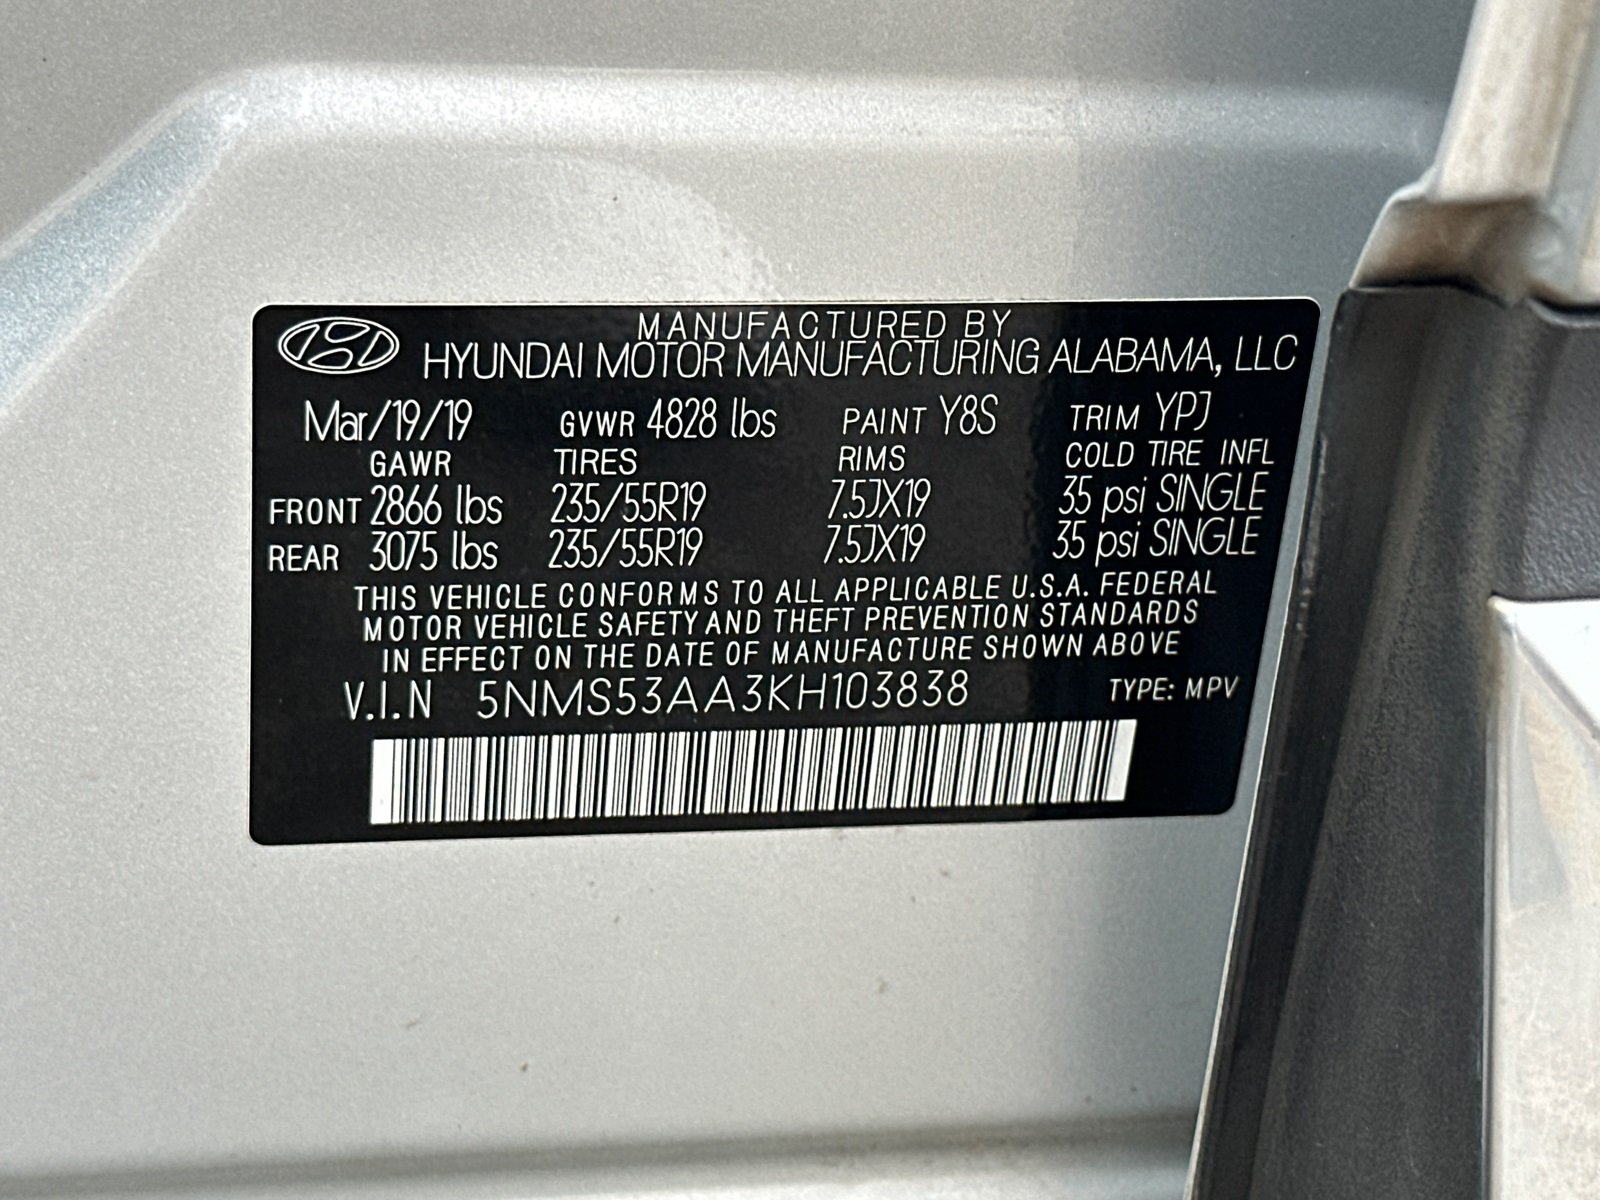 MANUFACTURED BY
HYUNDAI MOTOR MANUFACTURING ALABAMA, LLC
Mar/19/19 GVWR 4828 lbs PAINT Y8S TRIM YPJ
GAWR TIRES RIMS COLD TIRE INFL
FRONT 2866 lbs 235/55R19 7.5JX19 35 psi SINGLE
REAR 3075 lbs 235/55R19 7.5JX19 35 psi SINGLE
THIS VEHICLE CONFORMS TO ALL APPLICABLE U.S.A. FEDERAL
MOTOR VEHICLE SAFETY AND THEFT PREVENTION STANDARDS
IN EFFECT ON THE DATE OF MANUFACTURE SHOWN ABOVE
V.I.N 5NMS53AA3KH103838 TYPE: MPV